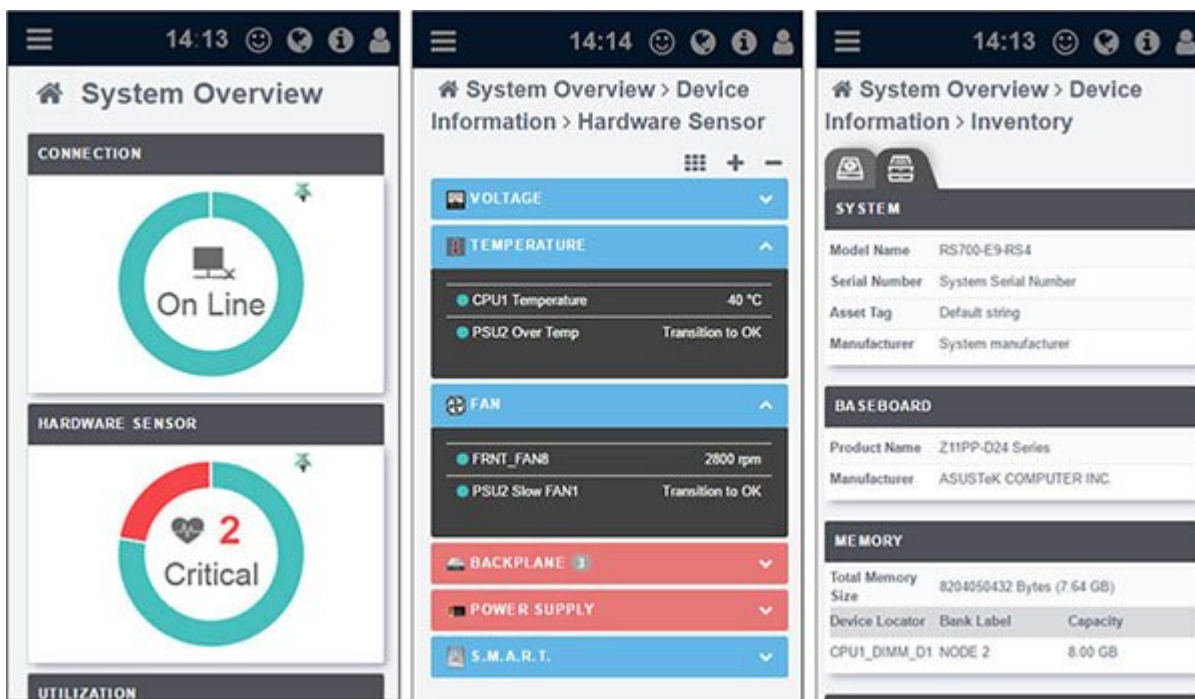 14:13
System Overview
CONNECTION
On Line
HARDWARE SENSOR
2
Critical
UTILIZATION
14:14
System Overview > Device
Information > Hardware Sensor
VOLTAGE
TEMPERATURE
CPU1 Temperature 40 °C
PSU2 Over Temp Transition to OK
FAN
FRNT_FAN8 2800 rpm
PSU2 Slow FAN1 Transition to OK
BACKPLANE 3
POWER SUPPLY
S.M.A.R.T.
14:13
System Overview > Device
Information > Inventory
SYSTEM
Model Name RS700-E9-RS4
Serial Number System Serial Number
Asset Tag Default string
Manufacturer System manufacturer
BASEBOARD
Product Name Z11PP-D24 Series
Manufacturer ASUSTeK COMPUTER INC.
MEMORY
Total Memory
Size 8204050432 Bytes (7.64 GB)
Device Locator Bank Label Capacity
CPU1_DIMM_D1 NODE 2 8.00 GB